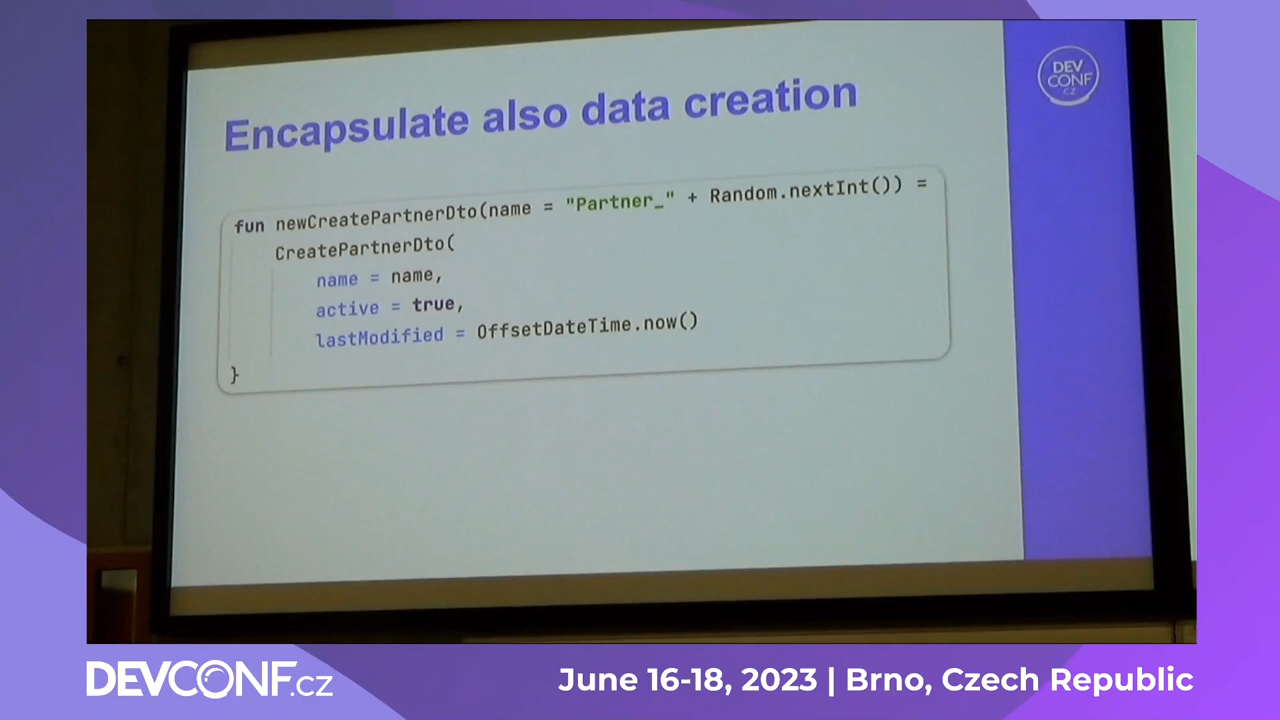 Encapsulate also data creation
DEV
CONF
CZ
fun newCreatePartnerDto(name = "Partner_" + Random.nextInt()) =
CreatePartnerDto(
name = name,
active = true,
lastModified = OffsetDateTime.now()
}
DEVCONF.CZ
June 16-18, 2023 | Brno, Czech Republic